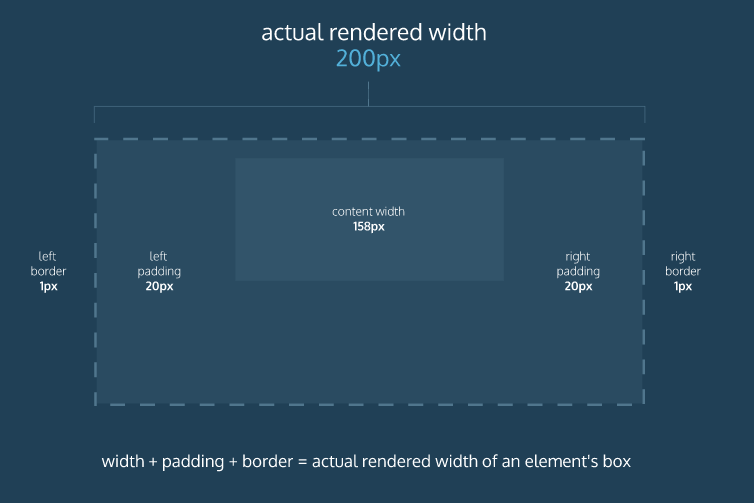 actual rendered width
200px
content width
158px
left
border
1px
left
padding
20px
right
padding
20px
right
border
1px
width + padding + border = actual rendered width of an element's box